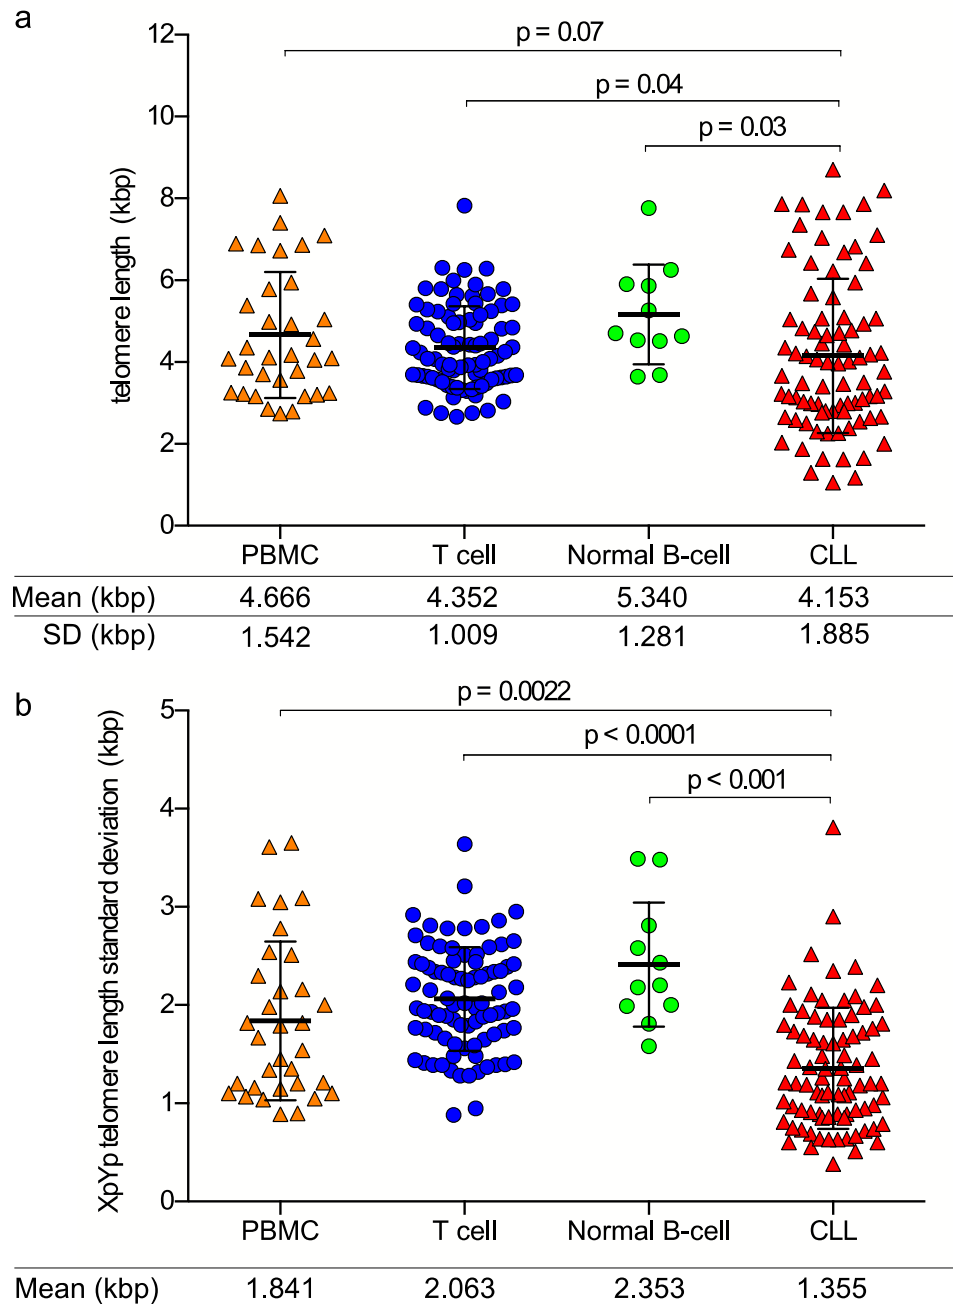 a
telomere length (kbp)
12
10
8
6
4
2
0
p = 0.07
p = 0.04
p = 0.03
PBMC T cell Normal B-cell CLL
Mean (kbp) 4.666 4.352 5.340 4.153
SD (kbp) 1.542 1.009 1.281 1.885
b
XpYp telomere length standard deviation (kbp)
5
4
3
2
1
0
p = 0.0022
p < 0.0001
p < 0.001
PBMC T cell Normal B-cell CLL
Mean (kbp) 1.841 2.063 2.353 1.355